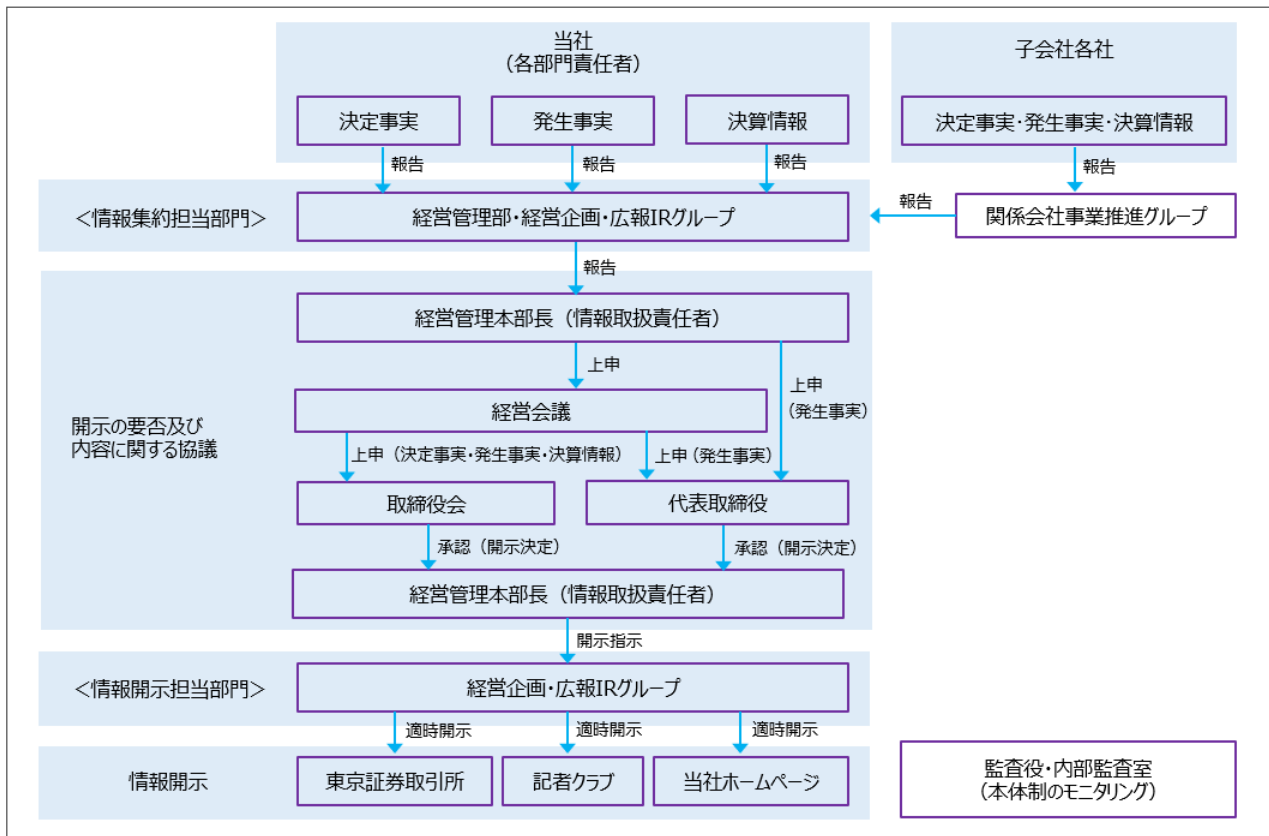 当社
(各部門責任者)
子会社各社
決定事実
発生事実
決算情報
決定事実・発生事実・決算情報
報告
報告
報告
報告
<情報集約担当部門>
経営管理部・経営企画・広報IRグループ
報告
関係会社事業推進グループ
報告
経営管理本部長(情報取扱責任者)
上申
上申
(発生事実)
経営会議
開示の要否及び
内容に関する協議
上申(決定事実・発生事実・決算情報)
上申(発生事実)
取締役会
代表取締役
承認(開示決定)
承認(開示決定)
経営管理本部長(情報取扱責任者)
開示指示
<情報開示担当部門>
経営企画・広報IRグループ
適時開示
適時開示
適時開示
情報開示
東京証券取引所
記者クラブ
当社ホームページ
監査役・内部監査室
(本体制のモニタリング)